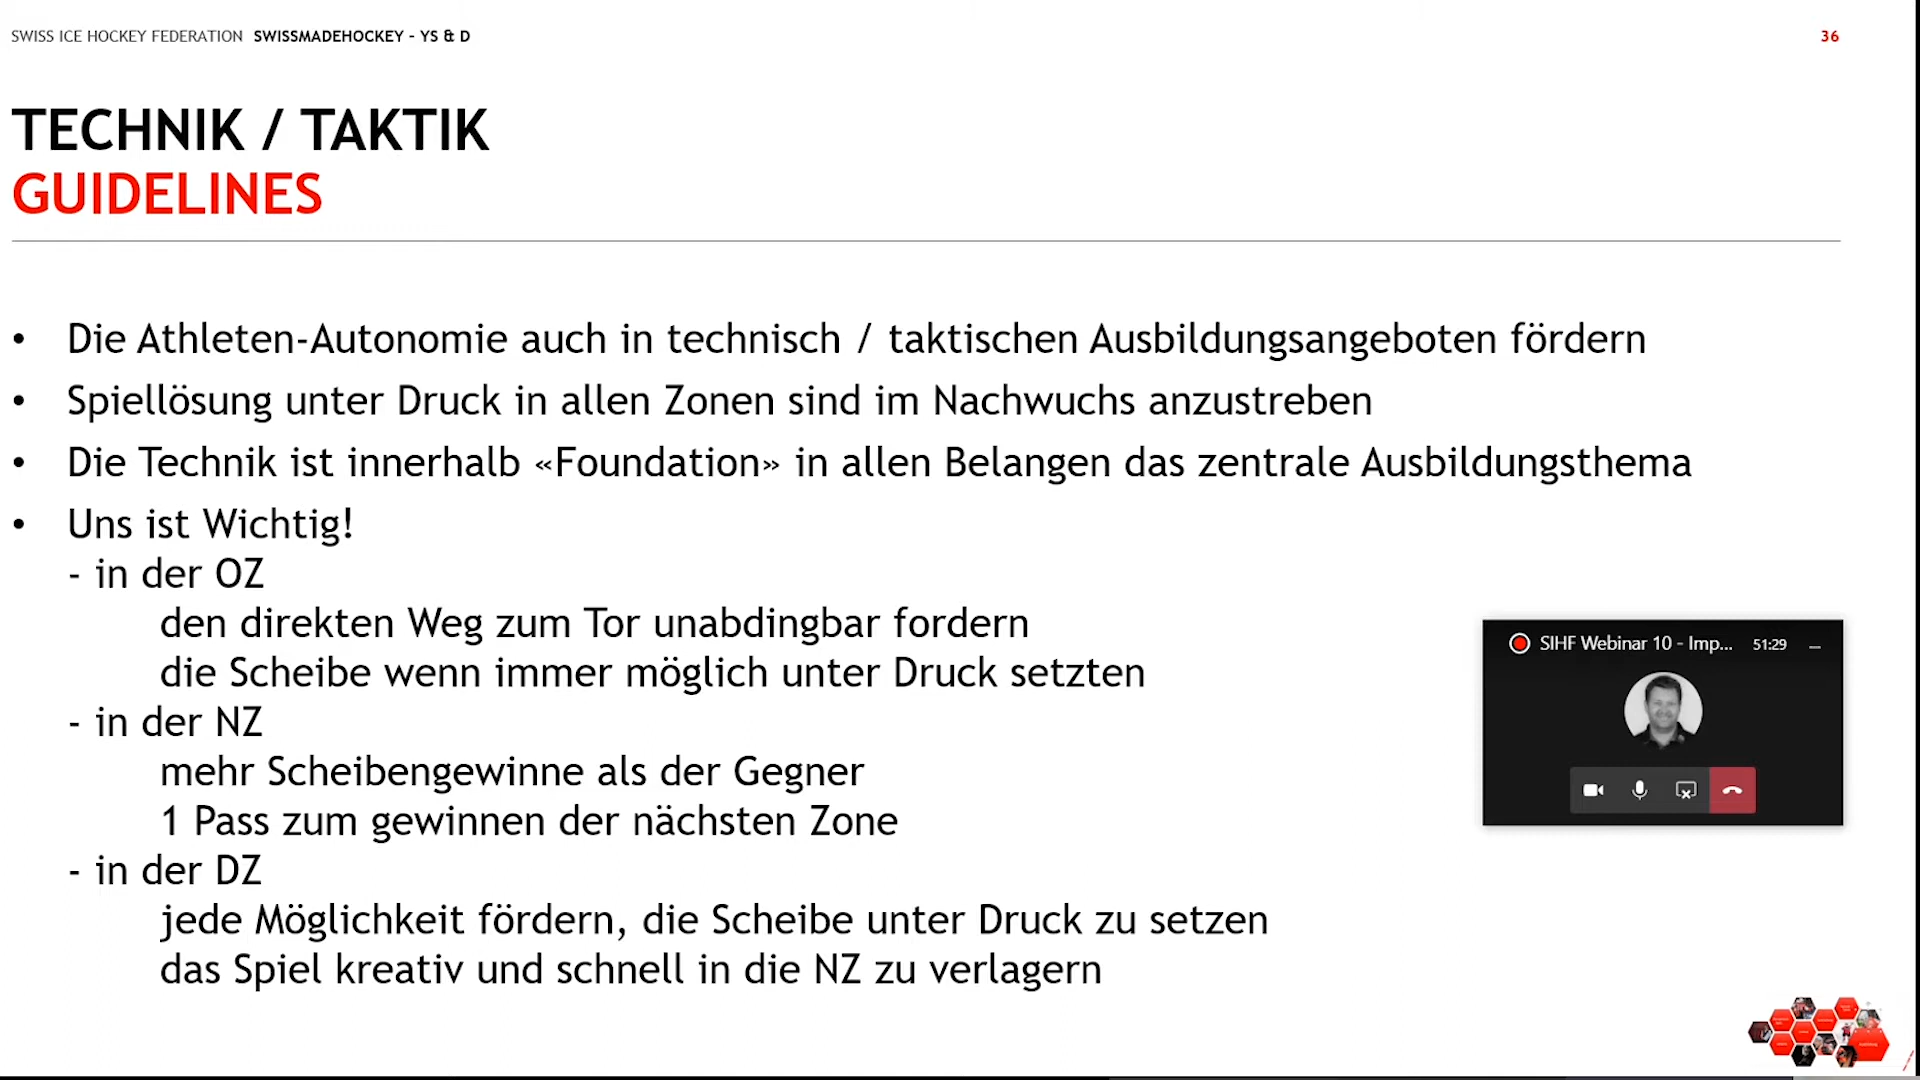 SWISS ICE HOCKEY FEDERATION SWISSMADEHOCKEY - YS & D
36
TECHNIK / TAKTIK
GUIDELINES
• Die Athleten-Autonomie auch in technisch / taktischen Ausbildungsangeboten fördern
• Spiellösung unter Druck in allen Zonen sind im Nachwuchs anzustreben
• Die Technik ist innerhalb «Foundation» in allen Belangen das zentrale Ausbildungsthema
• Uns ist Wichtig!
- in der OZ
den direkten Weg zum Tor unabdingbar fordern
die Scheibe wenn immer möglich unter Druck setzten
- in der NZ
mehr Scheibengewinne als der Gegner
1 Pass zum gewinnen der nächsten Zone
- in der DZ
jede Möglichkeit fördern, die Scheibe unter Druck zu setzen
das Spiel kreativ und schnell in die NZ zu verlagern
SIHF Webinar 10 - Imp... 51:29